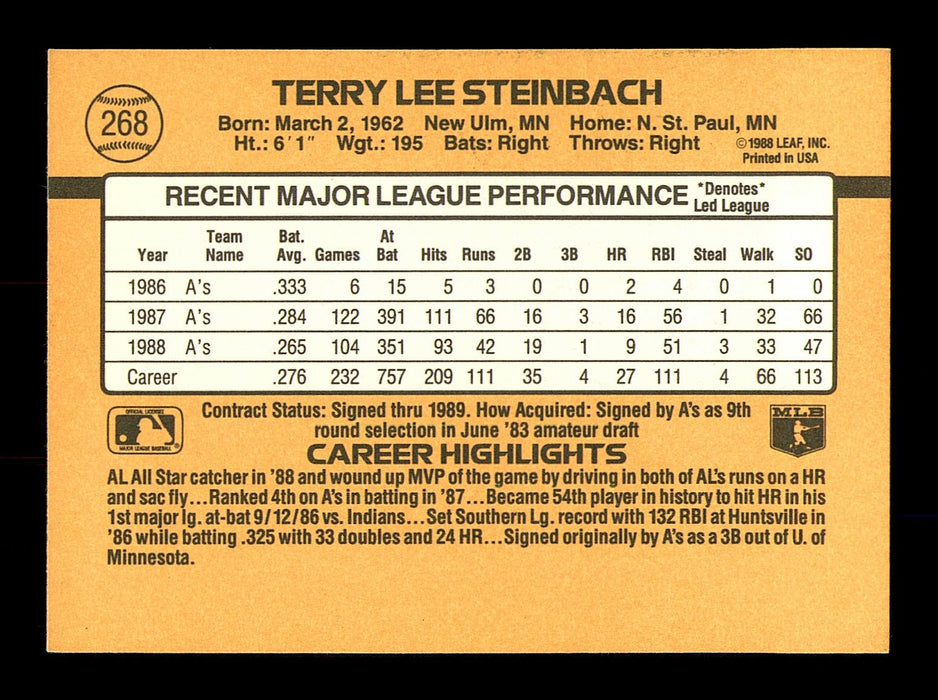 268
TERRY LEE STEINBACH
Born: March 2, 1962 New Ulm, MN Home: N. St. Paul, MN
Ht.: 6'1" Wgt.: 195 Bats: Right Throws: Right ©1988 LEAF, INC.
Printed in USA
RECENT MAJOR LEAGUE PERFORMANCE *Denotes*
Led League
Year Team Name Bat. Avg. Games At Bat Hits Runs 2B 3B HR RBI Steal Walk SO
1986 A's .333 6 15 5 3 0 0 2 4 0 1 0
1987 A's .284 122 391 111 66 16 3 16 56 1 32 66
1988 A's .265 104 351 93 42 19 1 9 51 3 33 47
Career .276 232 757 209 111 35 4 27 111 4 66 113
OFFICIAL LICENSEE
MAJOR LEAGUE BASEBALL
Contract Status: Signed thru 1989. How Acquired: Signed by A's as 9th
round selection in June '83 amateur draft
MLB
CAREER HIGHLIGHTS
AL All Star catcher in '88 and wound up MVP of the game by driving in both of AL's runs on a HR
and sac fly...Ranked 4th on A's in batting in '87...Became 54th player in history to hit HR in his
1st major lg. at-bat 9/12/86 vs. Indians...Set Southern Lg. record with 132 RBI at Huntsville in
'86 while batting .325 with 33 doubles and 24 HR...Signed originally by A's as a 3B out of U. of
Minnesota.